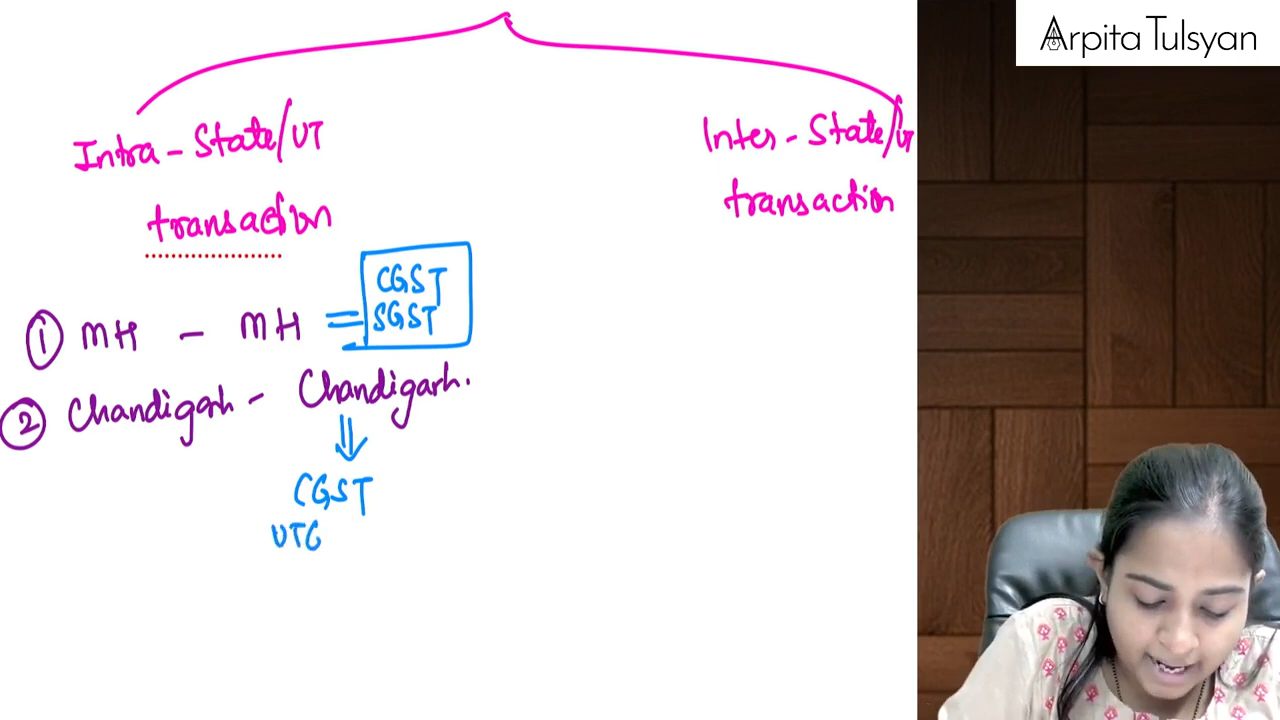 Arpita Tulsyan
Intra - State/UT
transaction
Inter - State/UT
transaction
① MH - MH = CGST
SGST
② Chandigarh - Chandigarh.
⇓
CGST
UTG